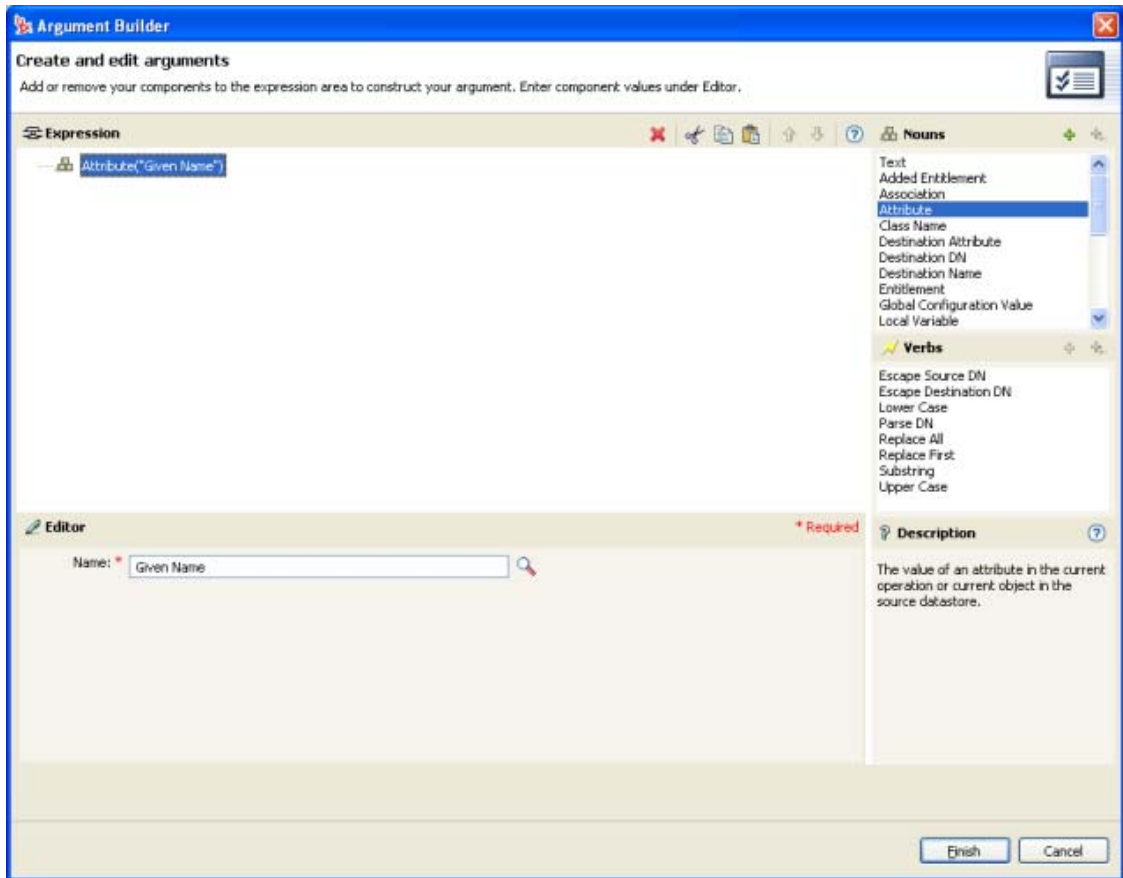 Argument Builder
Create and edit arguments
Add or remove your components to the expression area to construct your argument. Enter component values under Editor.
Expression
Attribute("Given Name")
Nouns
Text
Added Entitlement
Association
Attribute
Class Name
Destination Attribute
Destination DN
Destination Name
Entitlement
Global Configuration Value
Local Variable
Verbs
Escape Source DN
Escape Destination DN
Lower Case
Parse DN
Replace All
Replace First
Substring
Upper Case
Editor
* Required
Name: * Given Name
Description
The value of an attribute in the current
operation or current object in the
source datastore.
Finish
Cancel